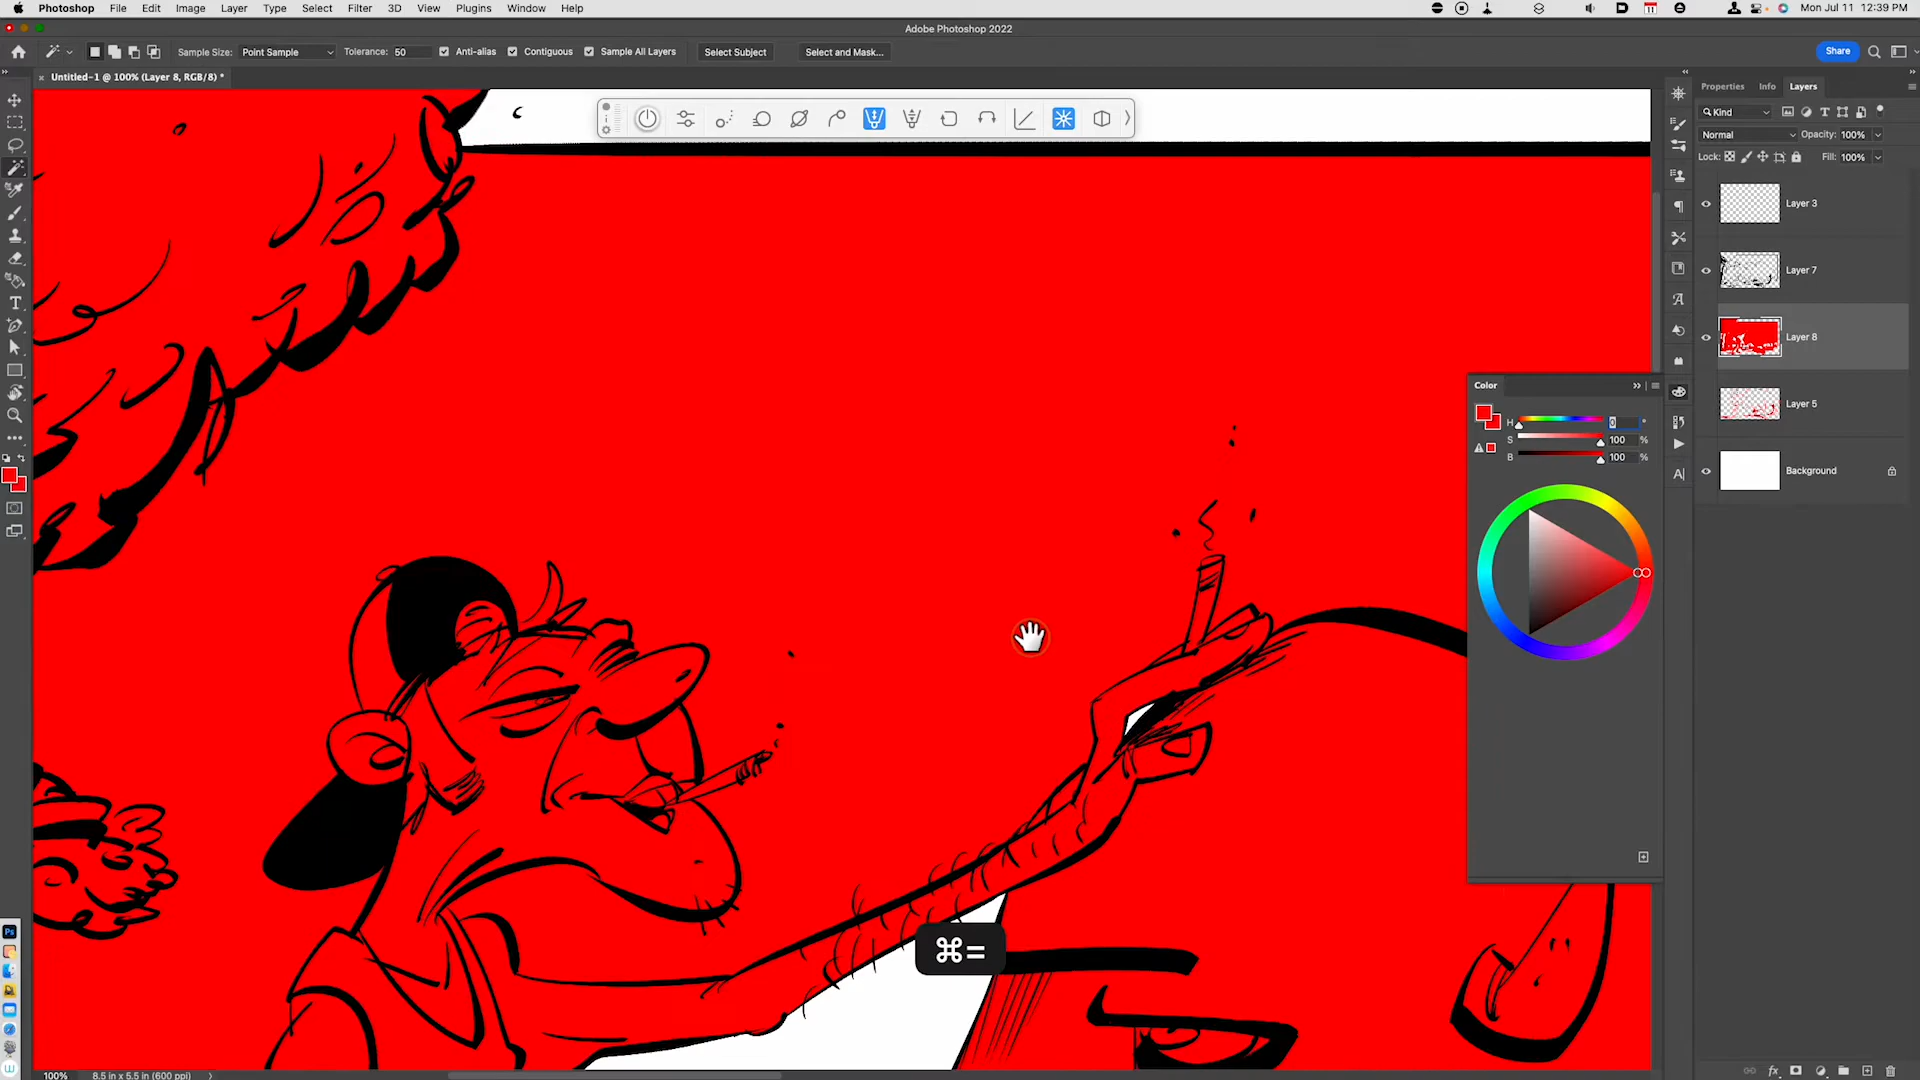 Photoshop File Edit Image Layer Type Select Filter 3D View Plugins Window Help
11
Mon Jul 11 12:39 PM
Adobe Photoshop 2022
Sample Size: Point Sample Tolerance: 50 Anti-alias Contiguous Sample All Layers Select Subject Select and Mask... Share
Untitled-1 @ 100% (Layer 8, RGB/8) *
Properties Info Layers
Kind
Normal Opacity: 100%
Lock: Fill: 100%
Layer 3
Layer 7
Layer 8
Layer 5
Background
Color
H 0 °
S 100 %
B 100 %
⌘=
Ps
100% 8.5 in x 5.5 in (600 ppi)
fx